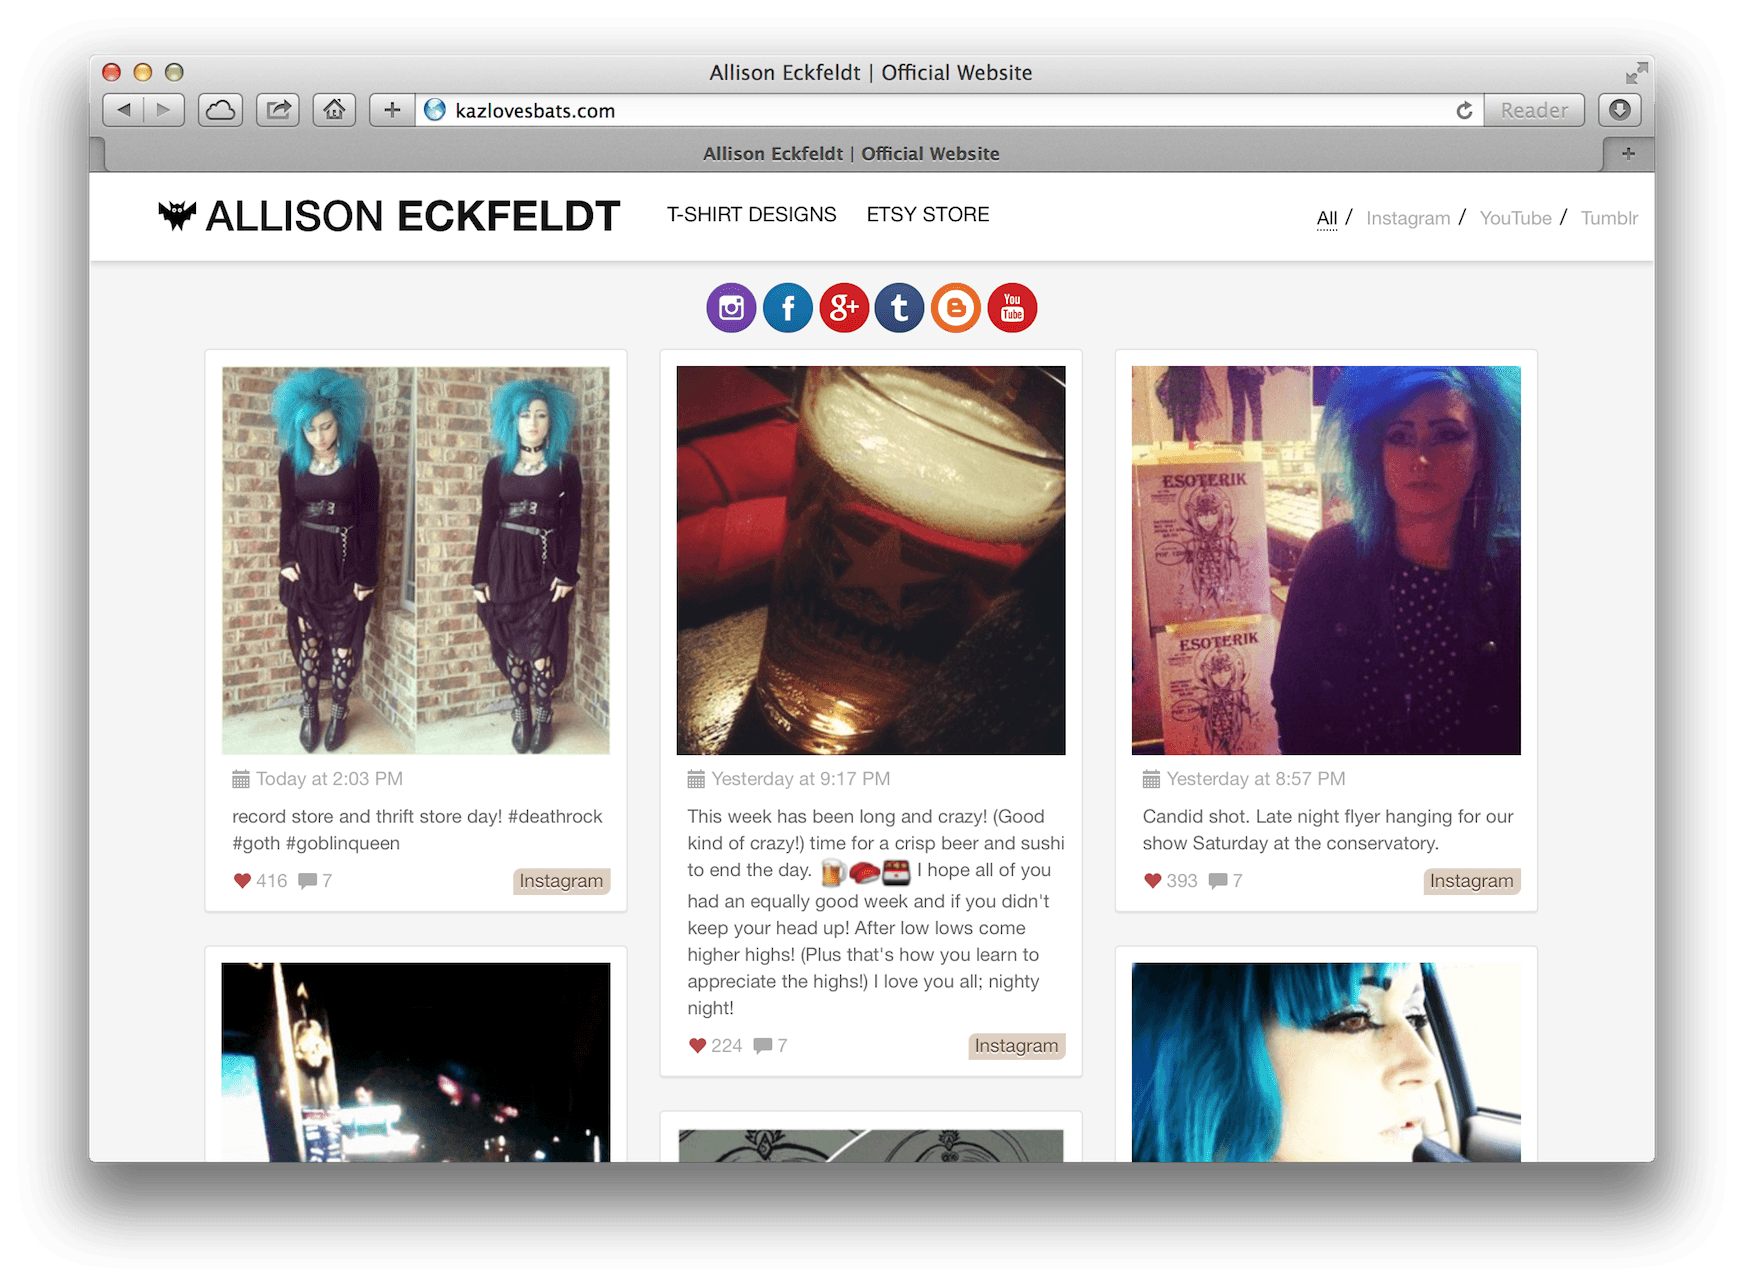 Allison Eckfeldt | Official Website
kazlovesbats.com
Reader
Allison Eckfeldt | Official Website
ALLISON ECKFELDT
T-SHIRT DESIGNS
ETSY STORE
All / Instagram / YouTube / Tumblr
f
g+
t
B
You
Tube
ESOTERIK
ESOTERIK
Today at 2:03 PM
record store and thrift store day! #deathrock
#goth #goblinqueen
416
7
Instagram
Yesterday at 9:17 PM
This week has been long and crazy! (Good
kind of crazy!) time for a crisp beer and sushi
to end the day. 🍺🍣🍱 I hope all of you
had an equally good week and if you didn't
keep your head up! After low lows come
higher highs! (Plus that's how you learn to
appreciate the highs!) I love you all; nighty
night!
224
7
Instagram
Yesterday at 8:57 PM
Candid shot. Late night flyer hanging for our
show Saturday at the conservatory.
393
7
Instagram